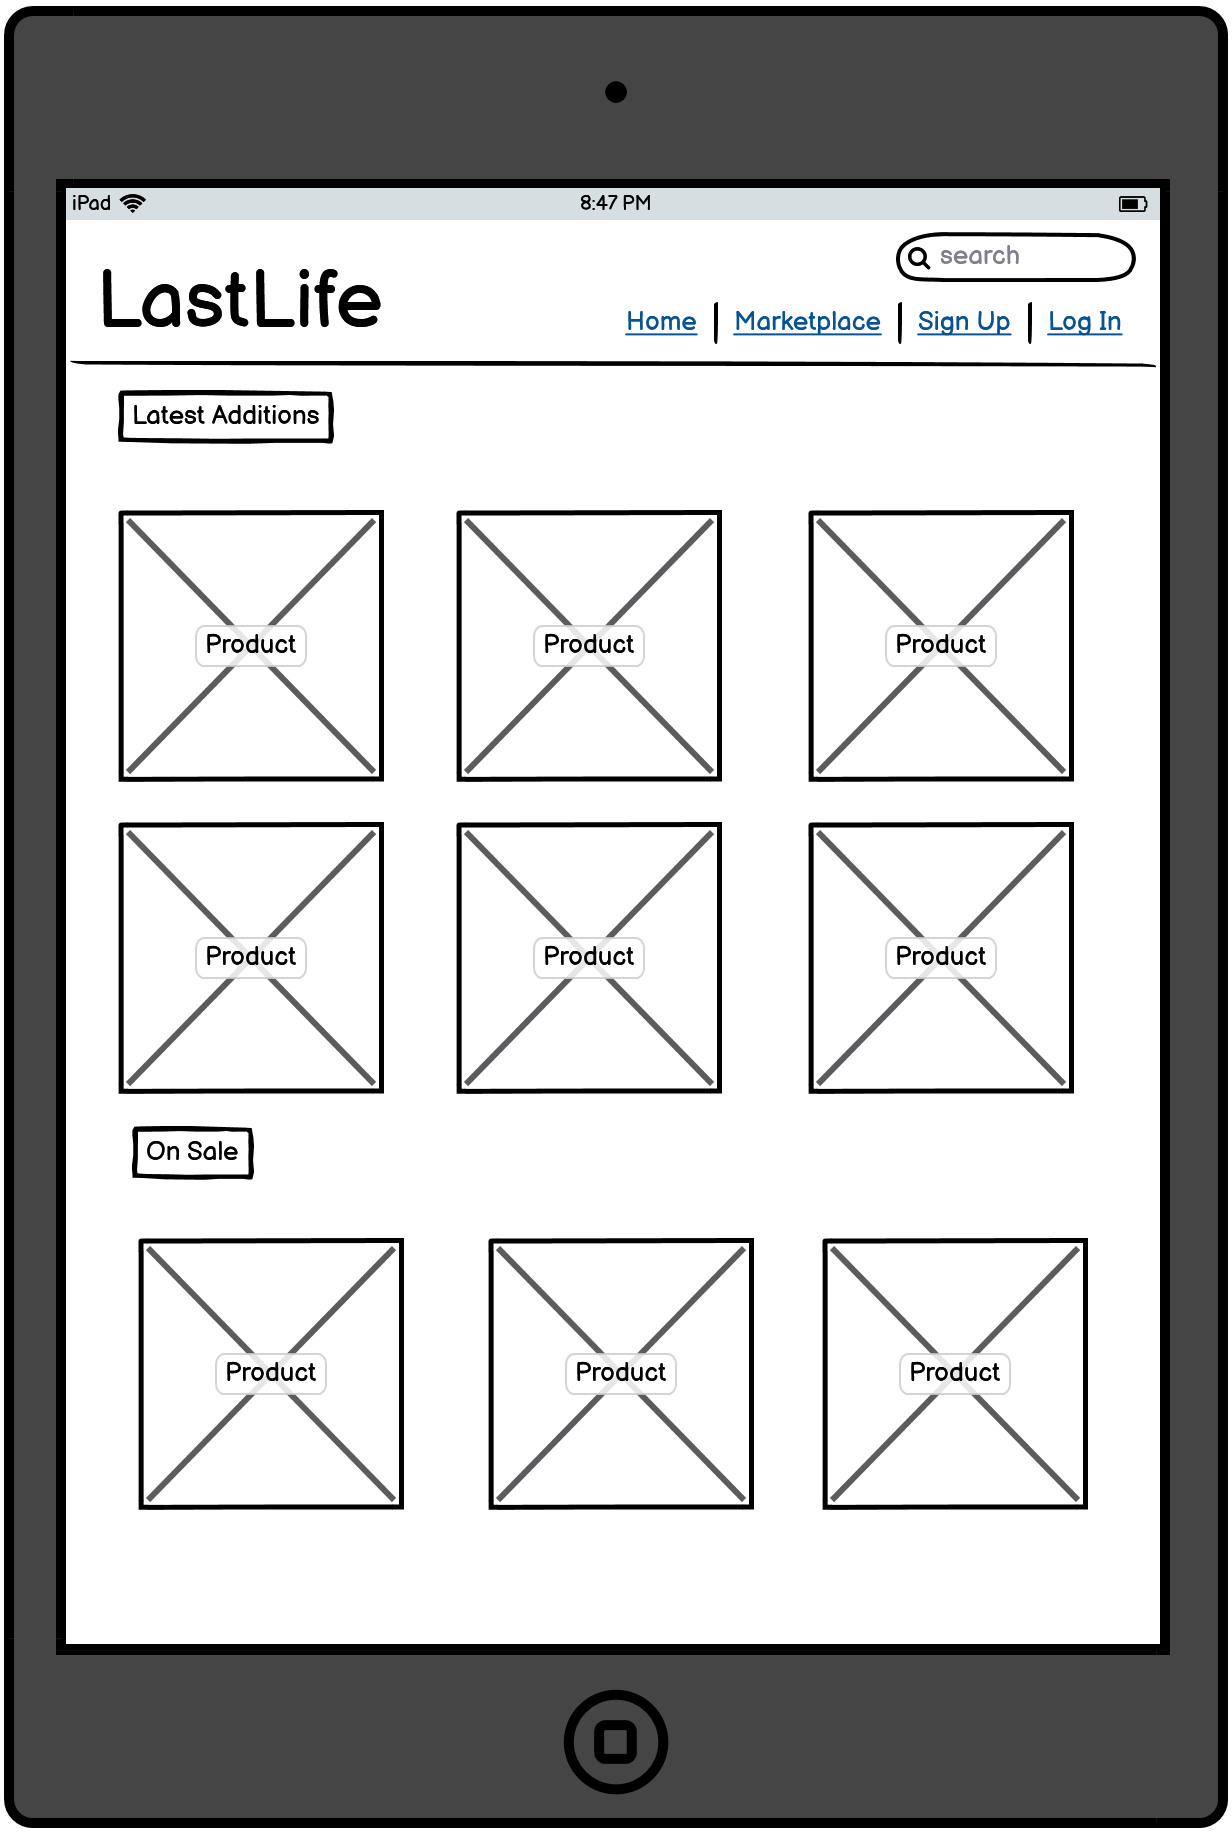 iPad 8:47 PM
search
LastLife
Home Marketplace Sign Up Log In
Latest Additions
Product Product Product
Product Product Product
On Sale
Product Product Product